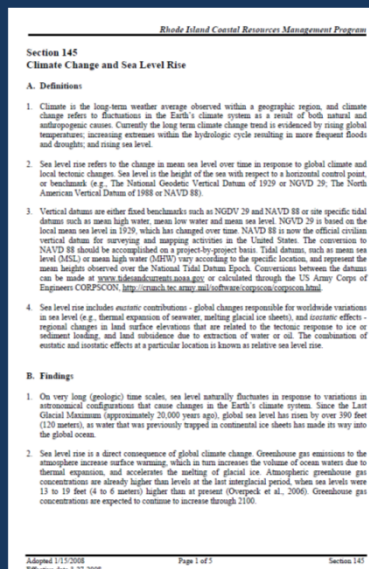 Rhode Island Coastal Resources Management Program
Section 145
Climate Change and Sea Level Rise
A. Definitions
1. Climate is the long-term weather average observed within a geographic region, and climate
change refers to fluctuations in the Earth's climate system as a result of both natural and
anthropogenic causes. Currently the long term climate change trend is evidenced by rising global
temperatures; increasing extremes within the hydrologic cycle resulting in more frequent floods
and droughts; and rising sea level.
2. Sea level rise refers to the change in mean sea level over time in response to global climate and
local tectonic changes. Sea level is the height of the sea with respect to a horizontal control point,
or benchmark (e.g., The National Geodetic Vertical Datum of 1929 or NGVD 29; The North
American Vertical Datum of 1988 or NAVD 88).
3. Vertical datums are either fixed benchmarks such as NGDV 29 and NAVD 88 or site specific tidal
datums such as mean high water, mean low water and mean sea level. NGVD 29 is based on the
local mean sea level in 1929, which has changed over time. NAVD 88 is now the official civilian
vertical datum for surveying and mapping activities in the United States. The conversion to
NAVD 88 should be accomplished on a project-by-project basis. Tidal datums, such as mean sea
level (MSL) or mean high water (MHW) vary according to the specific location, and represent the
mean heights observed over the National Tidal Datum Epoch. Conversions between the datums
can be made at www.tidesandcurrents.noaa.gov or calculated through the US Army Corps of
Engineers CORPSCON, http://crunch.tec.army.mil/software/corpscon/corpscon.html.
4. Sea level rise includes eustatic contributions - global changes responsible for worldwide variations
in sea level (e.g., thermal expansion of seawater, melting glacial ice sheets), and isostatic effects -
regional changes in land surface elevations that are related to the tectonic response to ice or
sediment loading, and land subsidence due to extraction of water or oil. The combination of
eustatic and isostatic effects at a particular location is known as relative sea level rise.
B. Findings
1. On very long (geologic) time scales, sea level naturally fluctuates in response to variations in
astronomical configurations that cause changes in the Earth's climate system. Since the Last
Glacial Maximum (approximately 20,000 years ago), global sea level has risen by over 390 feet
(120 meters), as water that was previously trapped in continental ice sheets has made its way into
the global ocean.
2. Sea level rise is a direct consequence of global climate change. Greenhouse gas emissions to the
atmosphere increase surface warming, which in turn increases the volume of ocean waters due to
thermal expansion, and accelerates the melting of glacial ice. Atmospheric greenhouse gas
concentrations are already higher than levels at the last interglacial period, when sea levels were
13 to 19 feet (4 to 6 meters) higher than at present (Overpeck et al., 2006). Greenhouse gas
concentrations are expected to continue to increase through 2100.
Adopted 1/15/2008 Page 1 of 5 Section 145